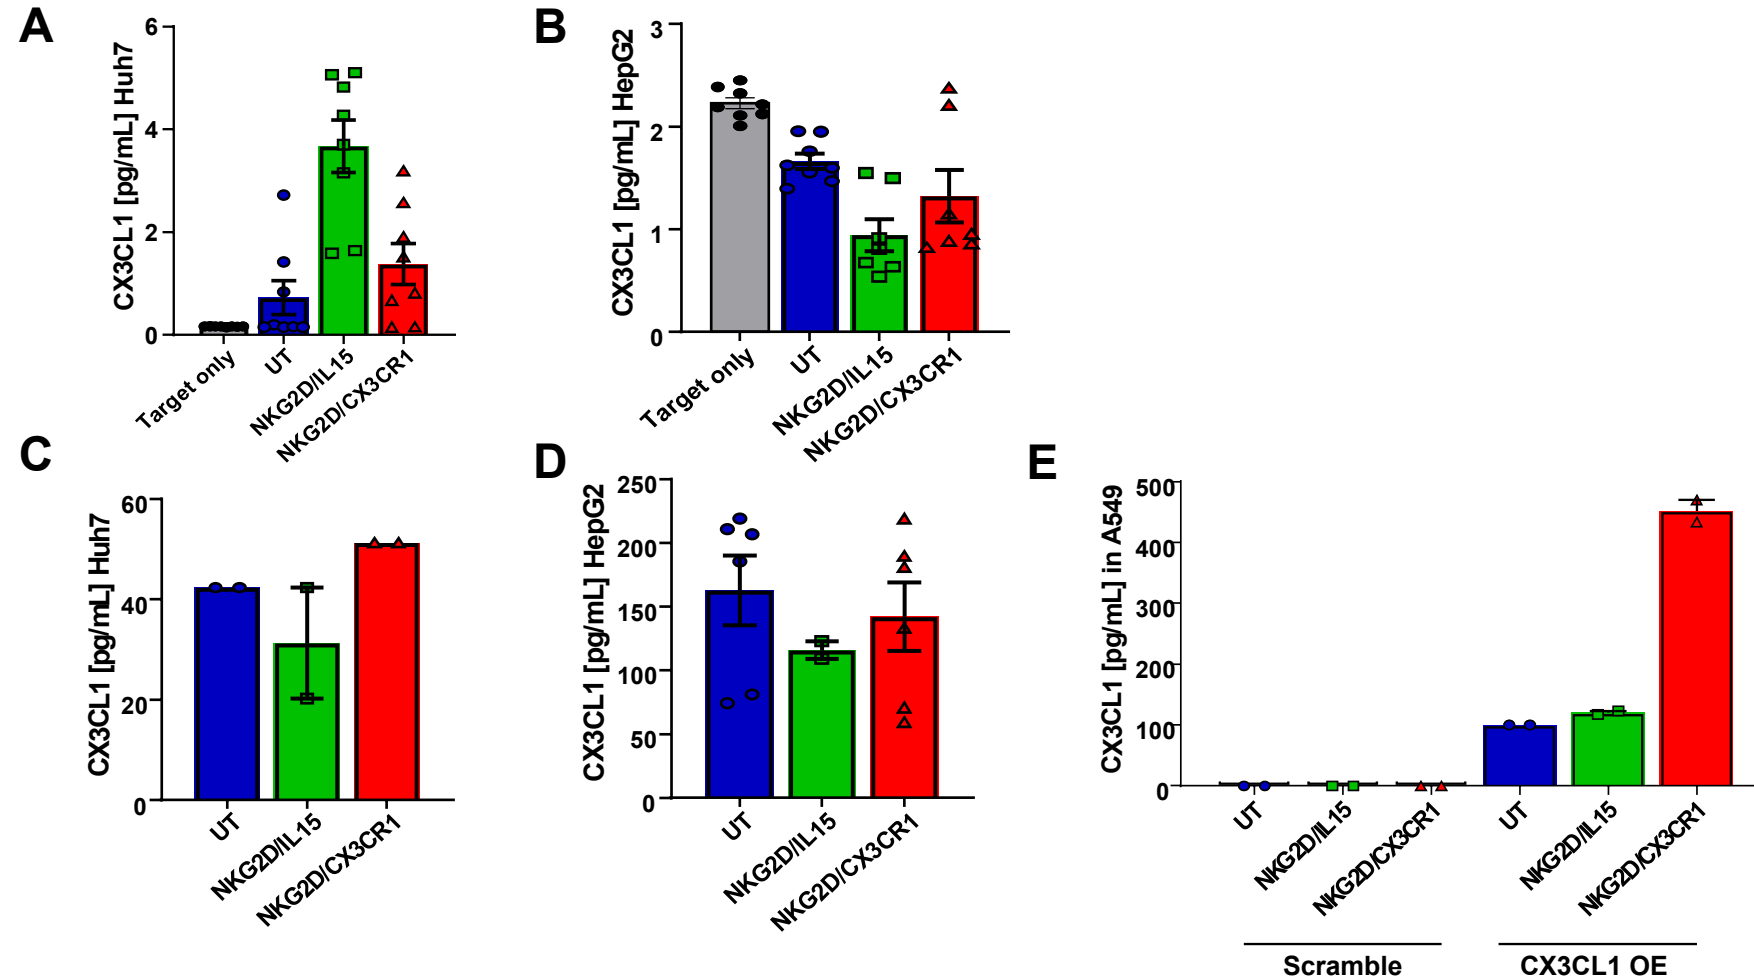 A
CX3CL1 [pg/mL] Huh7
6
4
2
0
Target only
UT
NKG2D/IL15
NKG2D/CX3CR1
B
CX3CL1 [pg/mL] HepG2
3
2
1
0
Target only
UT
NKG2D/IL15
NKG2D/CX3CR1
C
CX3CL1 [pg/mL] Huh7
60
40
20
0
UT
NKG2D/IL15
NKG2D/CX3CR1
D
CX3CL1 [pg/mL] HepG2
250
200
150
100
50
0
UT
NKG2D/IL15
NKG2D/CX3CR1
E
CX3CL1 [pg/mL] in A549
500
400
300
200
100
0
UT
NKG2D/IL15
NKG2D/CX3CR1
UT
NKG2D/IL15
NKG2D/CX3CR1
Scramble
CX3CL1 OE